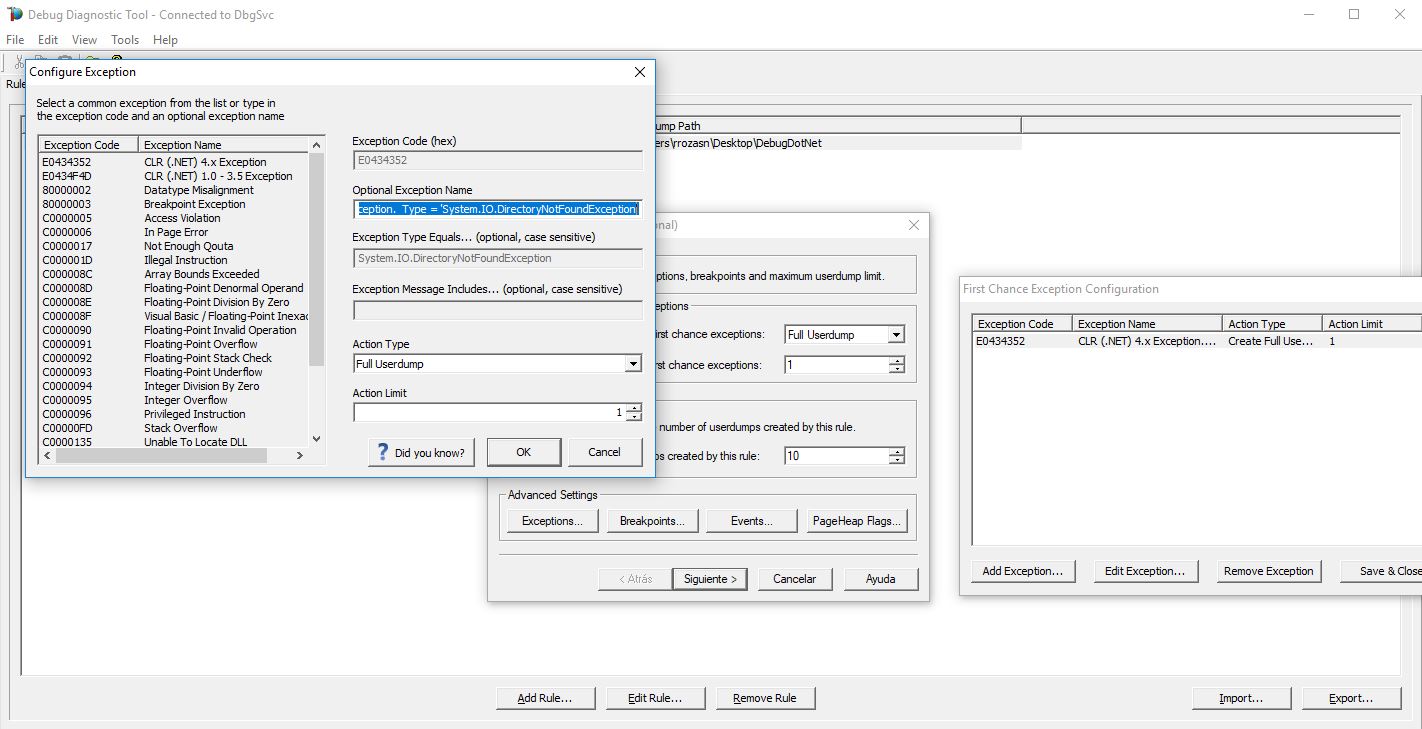 Debug Diagnostic Tool - Connected to DbgSvc
File Edit View Tools Help
Rule
Configure Exception
Select a common exception from the list or type in
the exception code and an optional exception name
Exception Code Exception Name
E0434352 CLR (.NET) 4.x Exception
E0434F4D CLR (.NET) 1.0 - 3.5 Exception
80000002 Datatype Misalignment
80000003 Breakpoint Exception
C0000005 Access Violation
C0000006 In Page Error
C0000017 Not Enough Qouta
C000001D Illegal Instruction
C000008C Array Bounds Exceeded
C000008D Floating-Point Denormal Operand
C000008E Floating-Point Division By Zero
C000008F Visual Basic / Floating-Point Inexa
C0000090 Floating-Point Invalid Operation
C0000091 Floating-Point Overflow
C0000092 Floating-Point Stack Check
C0000093 Floating-Point Underflow
C0000094 Integer Division By Zero
C0000095 Integer Overflow
C0000096 Privileged Instruction
C00000FD Stack Overflow
C0000135 Unable To Locate DLL
Exception Code (hex)
E0434352
Optional Exception Name
ception. Type = 'System.IO.DirectoryNotFoundException
Exception Type Equals... (optional, case sensitive)
System.IO.DirectoryNotFoundException
Exception Message Includes... (optional, case sensitive)
Action Type
Full Userdump
Action Limit
1
? Did you know?
OK
Cancel
ump Path
ers\rrozasn\Desktop\DebugDotNet
nal)
ptions, breakpoints and maximum userdump limit.
eptions
irst chance exceptions: Full Userdump
rst chance exceptions: 1
number of userdumps created by this rule.
ps created by this rule: 10
Advanced Settings
Exceptions... Breakpoints... Events... PageHeap Flags...
< Atrás Siguiente > Cancelar Ayuda
First Chance Exception Configuration
Exception Code Exception Name Action Type Action Limit
E0434352 CLR (.NET) 4.x Exception.... Create Full Use... 1
Add Exception... Edit Exception... Remove Exception Save & Close
Add Rule... Edit Rule... Remove Rule Import... Export...